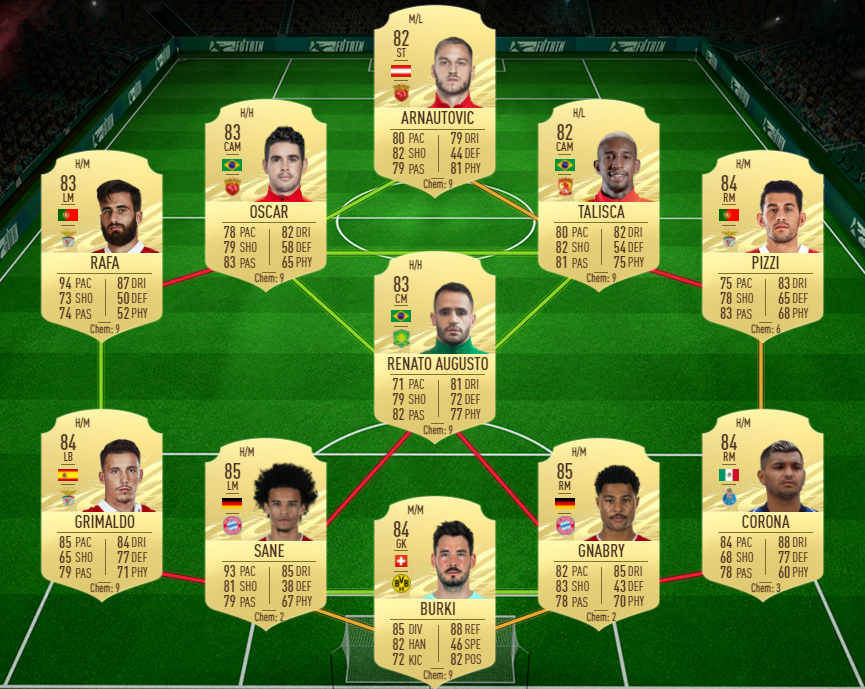 FUTBIN
FUTBIN
FUTBIN
FUTBIN
M/L
82
ST
ARNAUTOVIC
80 PAC 79 DRI
82 SHO 44 DEF
79 PAS 81 PHY
Chem: 9
H/H
83
CAM
OSCAR
78 PAC 82 DRI
79 SHO 58 DEF
83 PAS 65 PHY
Chem: 9
H/L
82
CAM
TALISCA
80 PAC 82 DRI
82 SHO 54 DEF
81 PAS 75 PHY
Chem: 9
H/M
83
LM
RAFA
94 PAC 87 DRI
73 SHO 50 DEF
74 PAS 52 PHY
Chem: 9
H/M
84
RM
PIZZI
75 PAC 83 DRI
78 SHO 65 DEF
83 PAS 68 PHY
Chem: 6
H/H
83
CM
RENATO AUGUSTO
71 PAC 81 DRI
79 SHO 72 DEF
82 PAS 77 PHY
Chem: 9
H/M
84
LB
GRIMALDO
85 PAC 84 DRI
65 SHO 77 DEF
79 PAS 71 PHY
Chem: 9
H/M
85
LM
SANE
93 PAC 85 DRI
81 SHO 38 DEF
79 PAS 67 PHY
Chem: 2
M/M
84
GK
BURKI
85 DIV 88 REF
82 HAN 46 SPE
72 KIC 82 POS
Chem: 9
H/M
85
RM
GNABRY
82 PAC 85 DRI
83 SHO 43 DEF
78 PAS 70 PHY
Chem: 2
H/M
84
RM
CORONA
84 PAC 88 DRI
68 SHO 77 DEF
78 PAS 60 PHY
Chem: 3